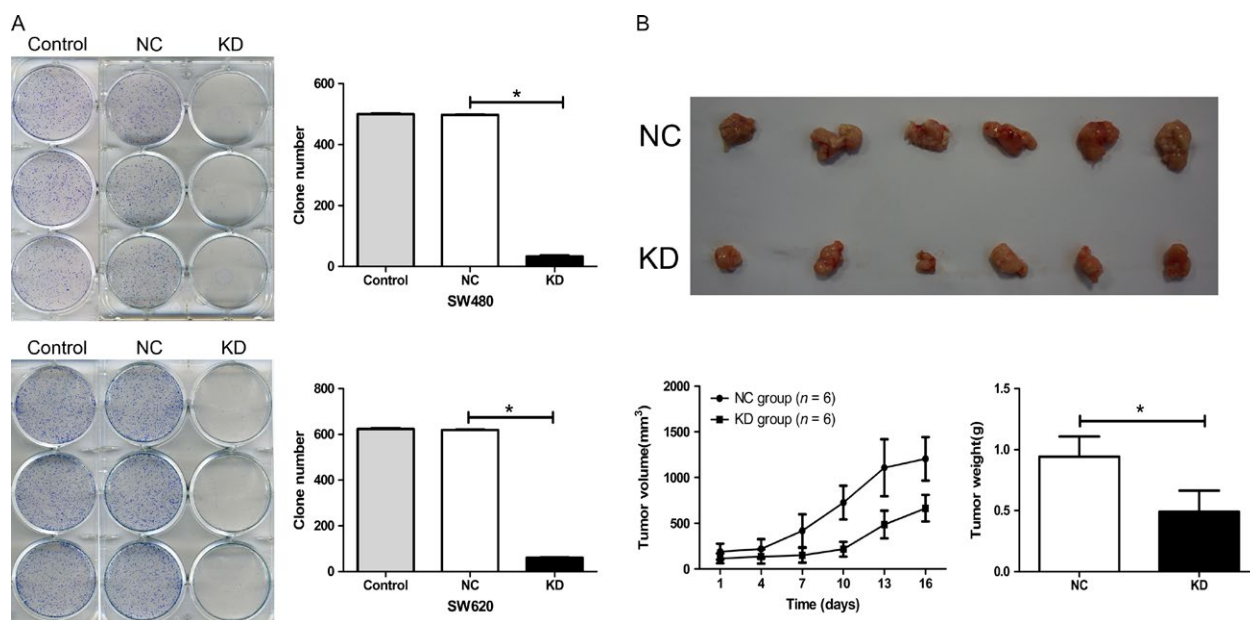 A
Control NC KD
600
400
200
0
Clone number
*
Control NC KD
SW480
Control NC KD
800
600
400
200
0
Clone number
*
Control NC KD
SW620
B
NC
KD
2000
1500
1000
500
0
Tumor volume(mm³)
NC group (n = 6)
KD group (n = 6)
1 4 7 10 13 16
Time (days)
1.5
1.0
0.5
0.0
Tumor weight(g)
*
NC KD